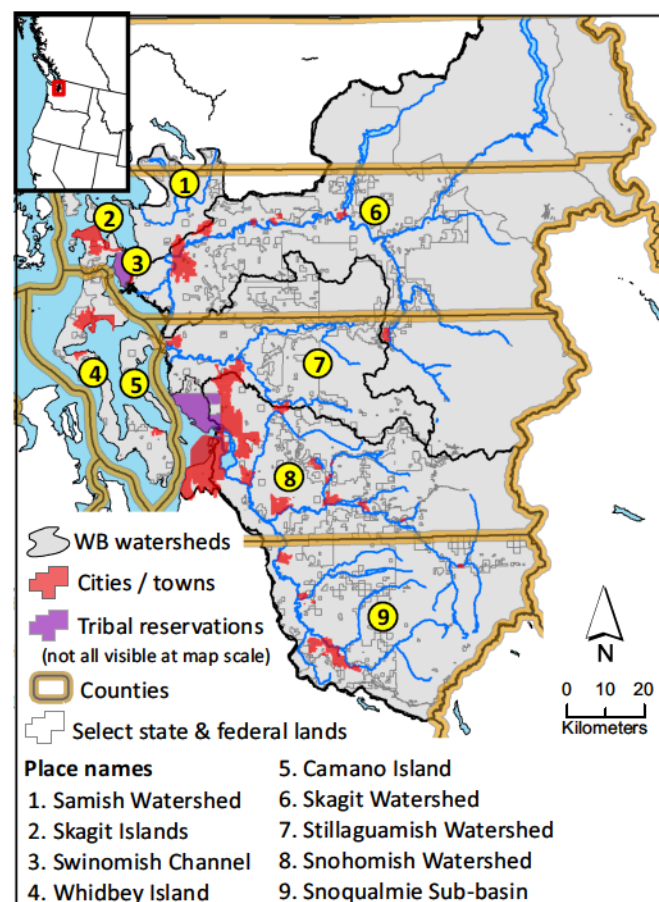 1
2
6
3
7
4
5
8
9
WB watersheds
Cities / towns
Tribal reservations
(not all visible at map scale)
Counties
Select state & federal lands
N
0 10 20
Kilometers
Place names
1. Samish Watershed
2. Skagit Islands
3. Swinomish Channel
4. Whidbey Island
5. Camano Island
6. Skagit Watershed
7. Stillaguamish Watershed
8. Snohomish Watershed
9. Snoqualmie Sub-basin